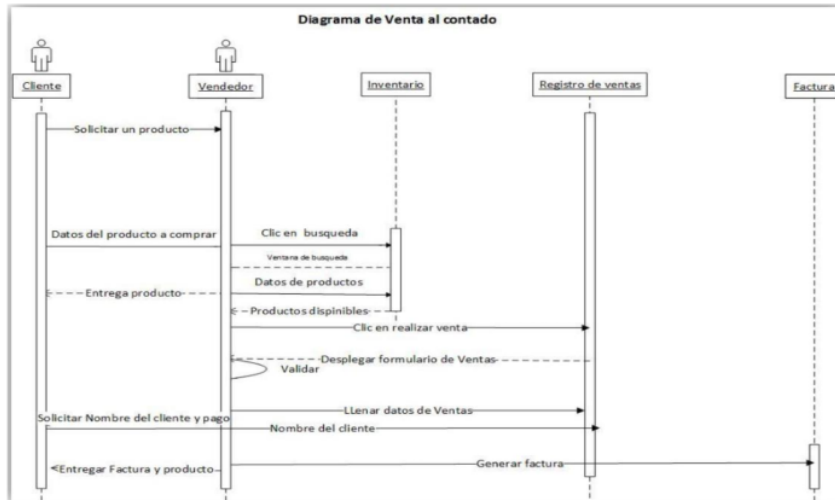 Diagrama de Venta al contado
Cliente
Vendedor
Inventario
Registro de ventas
Factura
Solicitar un producto
Datos del producto a comprar
Clic en busqueda
Ventana de busqueda
Datos de productos
Entrega producto
Productos dispinibles
Clic en realizar venta
Desplegar formulario de Ventas
Validar
LLenar datos de Ventas
Solicitar Nombre del cliente y pago
Nombre del cliente
Generar factura
Entregar Factura y producto